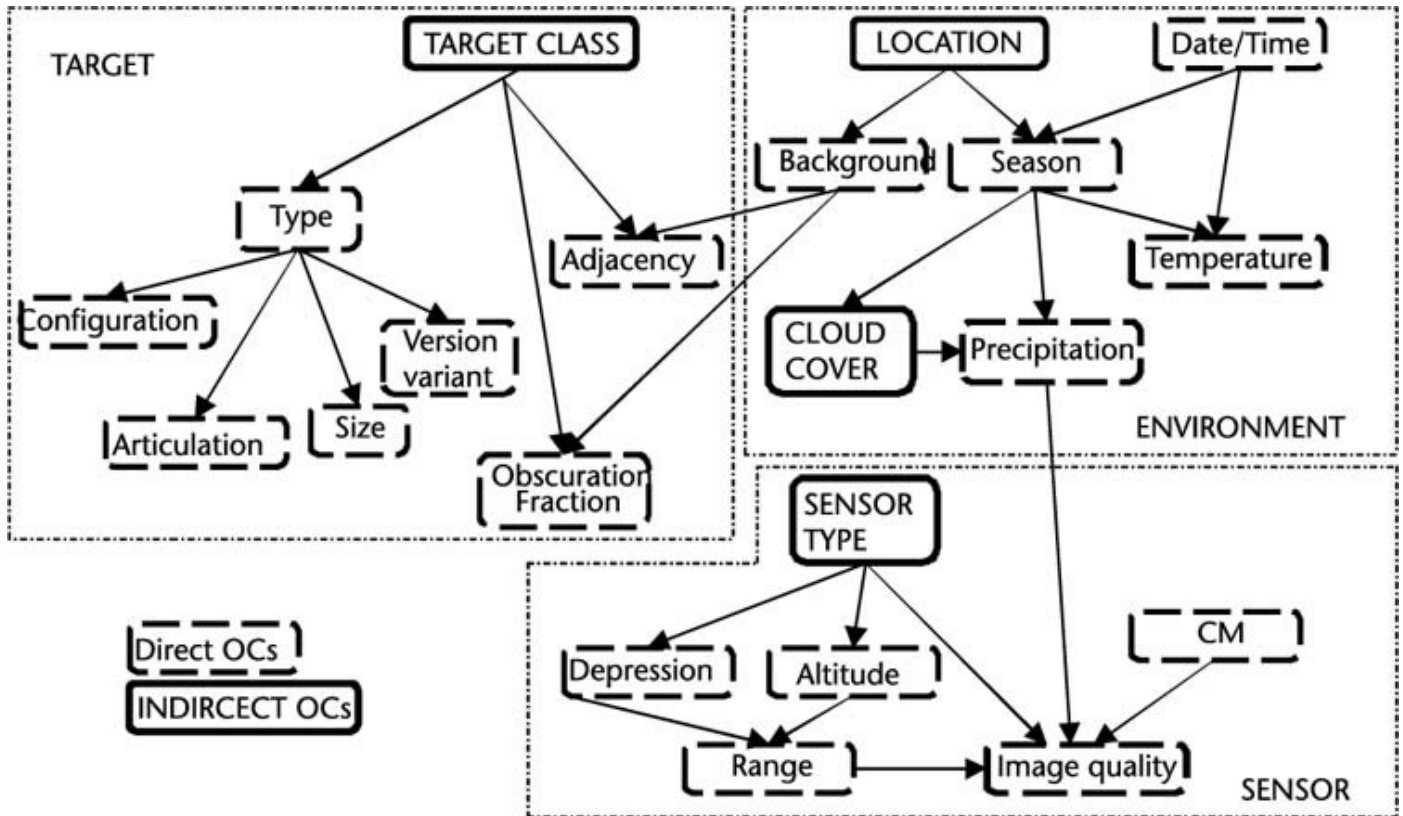 TARGET
TARGET CLASS
Type
Configuration
Articulation
Size
Version
variant
Adjacency
Obscuration
Fraction
LOCATION
Date/Time
Background
Season
Temperature
CLOUD
COVER
Precipitation
ENVIRONMENT
SENSOR
TYPE
Depression
Altitude
CM
Range
Image quality
SENSOR
Direct OCs
INDIRCECT OCs